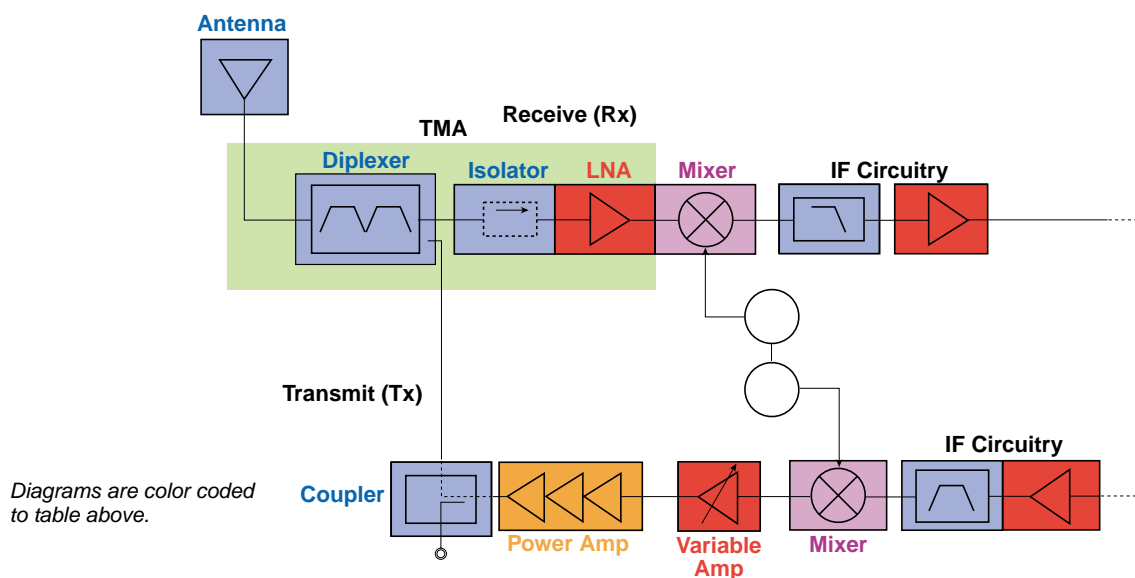 Antenna
Receive (Rx)
TMA
Diplexer
Isolator
LNA
Mixer
IF Circuitry
Transmit (Tx)
IF Circuitry
Diagrams are color coded
to table above.
Coupler
Power Amp
Variable
Amp
Mixer